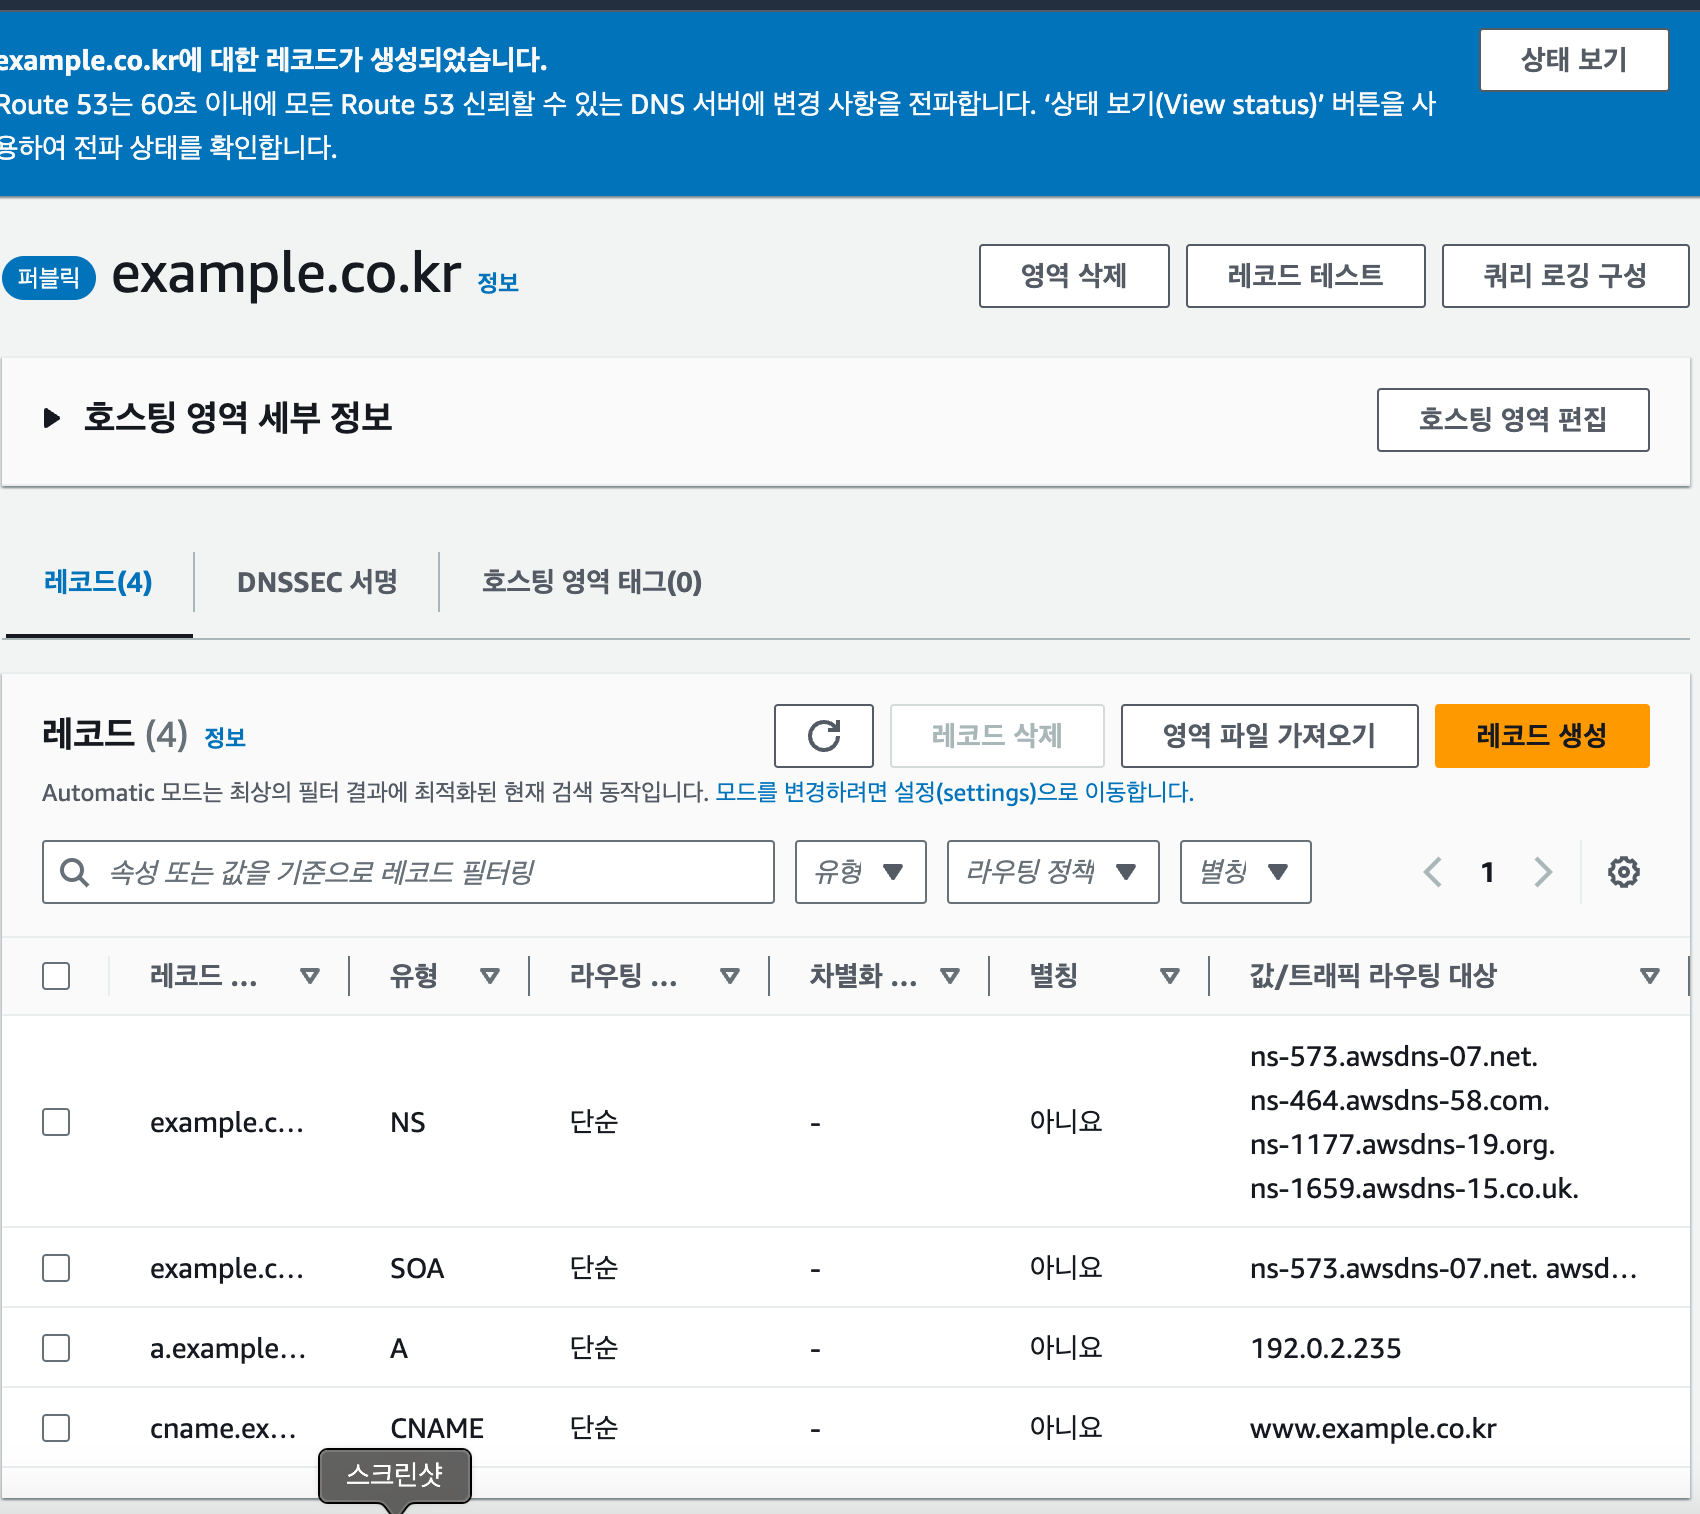 example.co.kr에 대한 레코드가 생성되었습니다.
상태 보기
Route 53는 60초 이내에 모든 Route 53 신뢰할 수 있는 DNS 서버에 변경 사항을 전파합니다. ‘상태 보기(View status)’ 버튼을 사
용하여 전파 상태를 확인합니다.
퍼블릭 example.co.kr 정보
영역 삭제 레코드 테스트 쿼리 로깅 구성
호스팅 영역 세부 정보 호스팅 영역 편집
레코드(4) DNSSEC 서명 호스팅 영역 태그(0)
레코드 (4) 정보 레코드 삭제 영역 파일 가져오기 레코드 생성
Automatic 모드는 최상의 필터 결과에 최적화된 현재 검색 동작입니다. 모드를 변경하려면 설정(settings)으로 이동합니다.
속성 또는 값을 기준으로 레코드 필터링 유형 라우팅 정책 별칭 1
레코드 ... 유형 라우팅 ... 차별화 ... 별칭 값/트래픽 라우팅 대상
ns-573.awsdns-07.net.
ns-464.awsdns-58.com.
example.c... NS 단순 - 아니요
ns-1177.awsdns-19.org.
ns-1659.awsdns-15.co.uk.
example.c... SOA 단순 - 아니요 ns-573.awsdns-07.net. awsd...
a.example... A 단순 - 아니요 192.0.2.235
cname.ex... CNAME 단순 - 아니요 www.example.co.kr
스크린샷